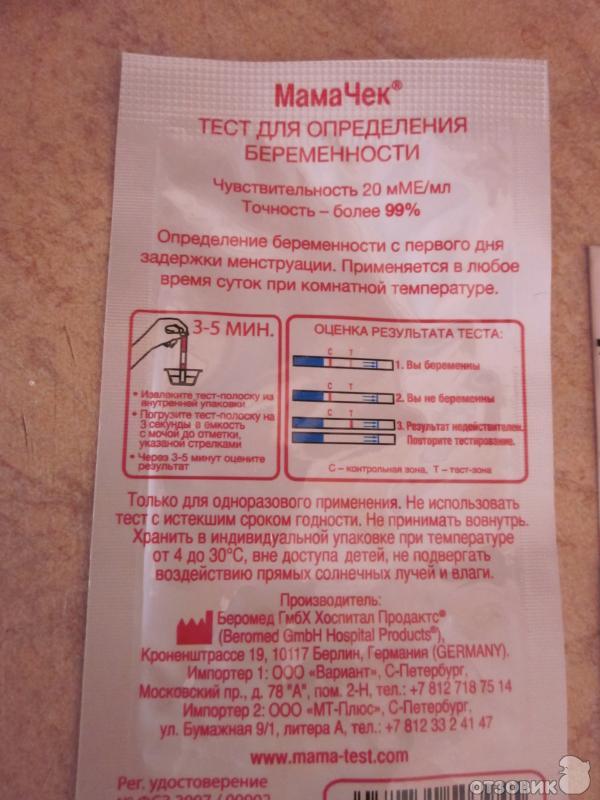 МамаЧек®
ТЕСТ ДЛЯ ОПРЕДЕЛЕНИЯ
БЕРЕМЕННОСТИ
Чувствительность 20 мМЕ/мл
Точность – более 99%
Определение беременности с первого дня
задержки менструации. Применяется в любое
время суток при комнатной температуре.
3-5 МИН.
• Извлеките тест-полоску из
внутренней упаковки
• Погрузите тест-полоску на
3 секунды в ёмкость
с мочой до отметки,
указаной стрелками
• Через 3-5 минут оцените
результат
ОЦЕНКА РЕЗУЛЬТАТА ТЕСТА:
С Т
1. Вы беременны
С Т
2. Вы не беременны
С Т
3. Результат недействителен.
Повторите тестирование.
С – контрольная зона, Т – тест-зона
Только для одноразового применения. Не использовать
тест с истекшим сроком годности. Не принимать вовнутрь.
Хранить в индивидуальной упаковке при температуре
от 4 до 30°С, вне доступа детей, не подвергать
воздействию прямых солнечных лучей и влаги.
Производитель:
Беромед ГмбХ Хоспитал Продактс®
(Beromed GmbH Hospital Products®),
Кроненштрассе 19, 10117 Берлин, Германия (GERMANY).
Импортер 1: ООО «Вариант», С-Петербург,
Московский пр., д. 78 "А", пом. 2-Н, тел.: +7 812 718 75 14
Импортер 2: ООО «МТ-Плюс», С-Петербург,
ул. Бумажная 9/1, литера А, тел.: +7 812 33 2 41 47
www.mama-test.com
Рег. удостоверение
отзовик